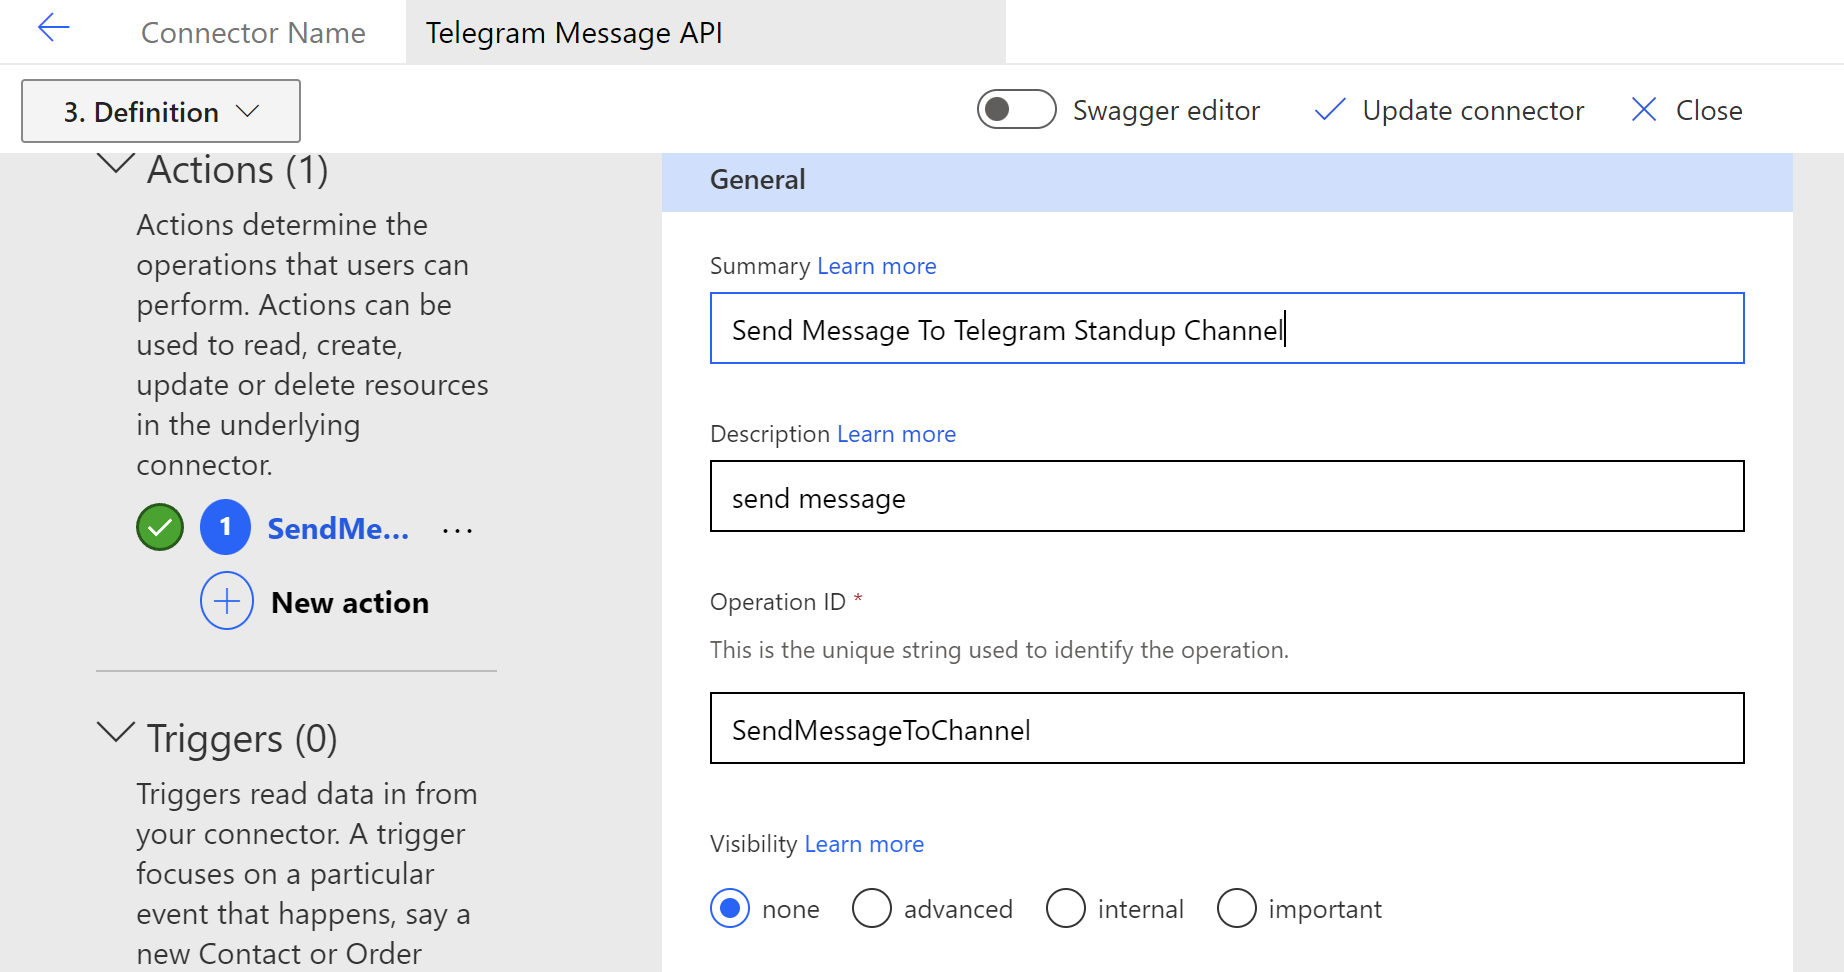 Connector Name
Telegram Message API
3. Definition
Swagger editor
Update connector
Close
Actions (1)
Actions determine the
operations that users can
perform. Actions can be
used to read, create,
update or delete resources
in the underlying
connector.
1 SendMe... ...
New action
Triggers (0)
Triggers read data in from
your connector. A trigger
focuses on a particular
event that happens, say a
new Contact or Order
General
Summary Learn more
Send Message To Telegram Standup Channel
Description Learn more
send message
Operation ID *
This is the unique string used to identify the operation.
SendMessageToChannel
Visibility Learn more
none advanced internal important